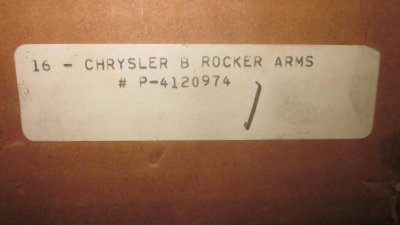 16 - CHRYSLER B ROCKER ARMS
# P-4120974